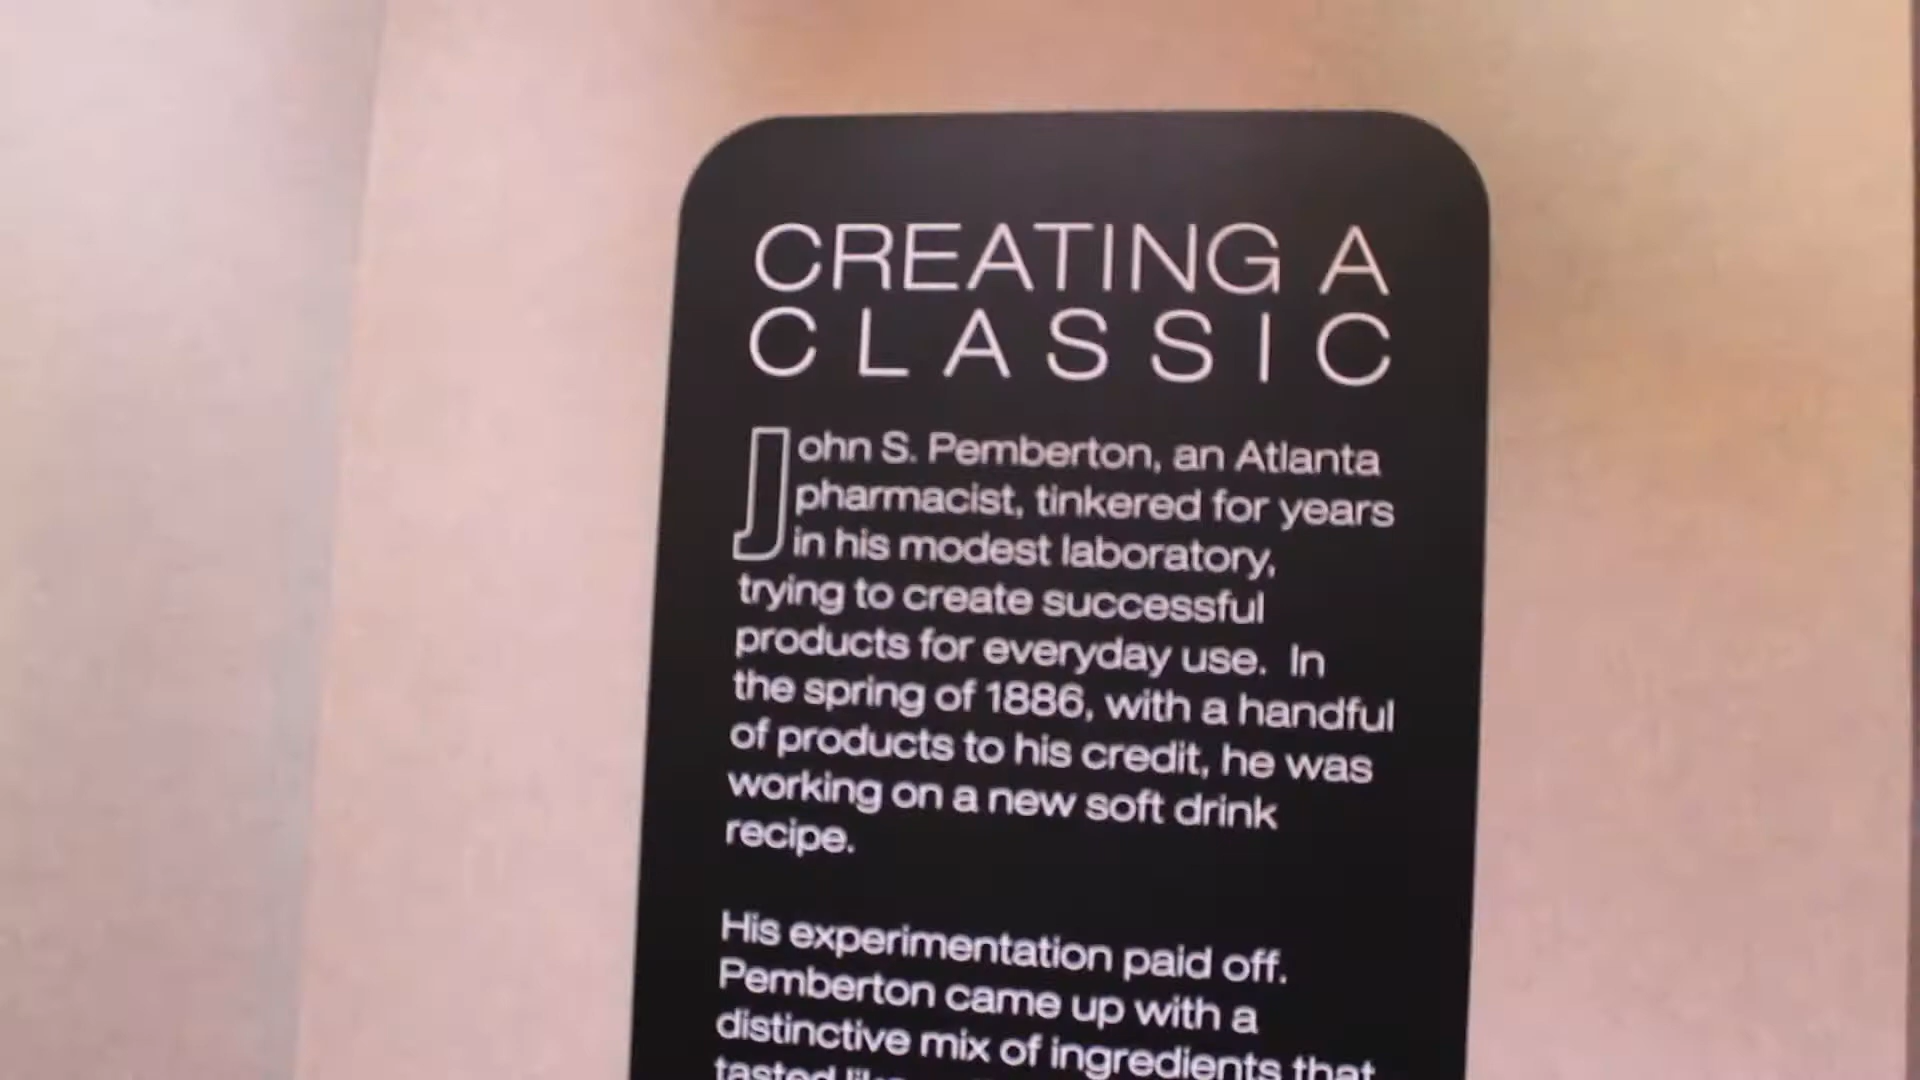 CREATING A
CLASSIC
John S. Pemberton, an Atlanta
pharmacist, tinkered for years
in his modest laboratory,
trying to create successful
products for everyday use. In
the spring of 1886, with a handful
of products to his credit, he was
working on a new soft drink
recipe.
His experimentation paid off.
Pemberton came up with a
distinctive mix of ingredients that
tasted